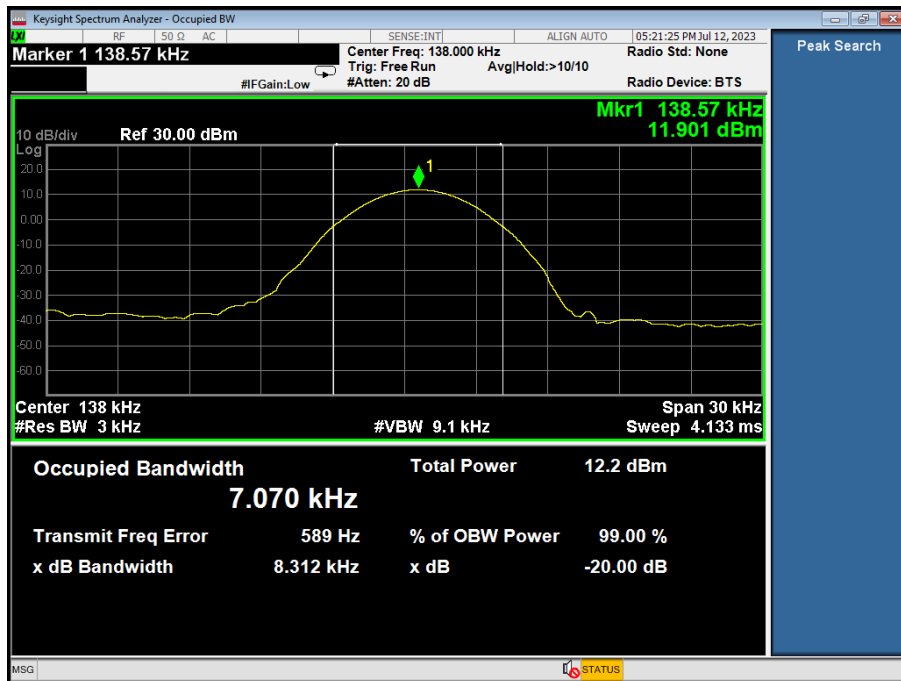 Keysight Spectrum Analyzer - Occupied BW
LXI RF 50 Ω AC SENSE:INT ALIGN AUTO 05:21:25 PM Jul 12, 2023
Marker 1 138.57 kHz
Center Freq: 138.000 kHz Radio Std: None
Trig: Free Run Avg|Hold:>10/10
#IFGain:Low #Atten: 20 dB Radio Device: BTS
Peak Search
Mkr1 138.57 kHz
11.901 dBm
10 dB/div Ref 30.00 dBm
Log
20.0
10.0
0.00
-10.0
-20.0
-30.0
-40.0
-50.0
-60.0
1
Center 138 kHz Span 30 kHz
#Res BW 3 kHz #VBW 9.1 kHz Sweep 4.133 ms
Occupied Bandwidth Total Power 12.2 dBm
7.070 kHz
Transmit Freq Error 589 Hz % of OBW Power 99.00 %
x dB Bandwidth 8.312 kHz x dB -20.00 dB
MSG STATUS